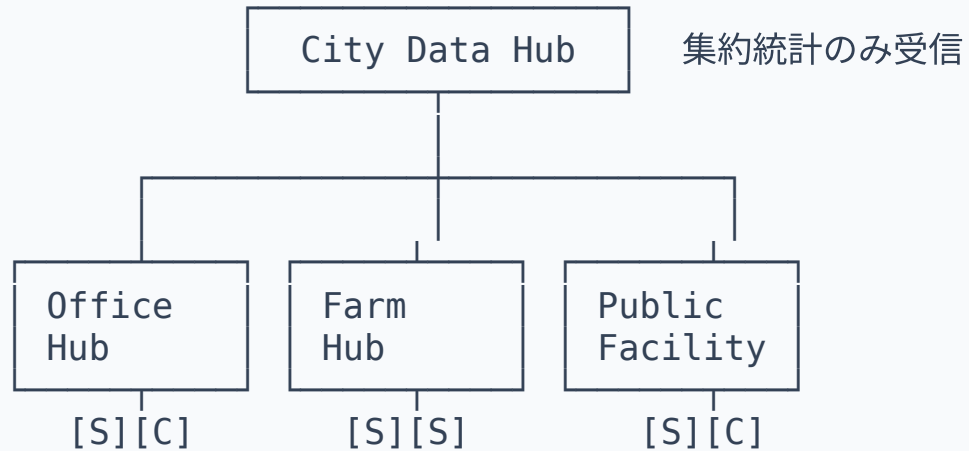 City Data Hub 集約統計のみ受信
Office Farm Public
Hub Hub Facility
[S][C] [S][S] [S][C]